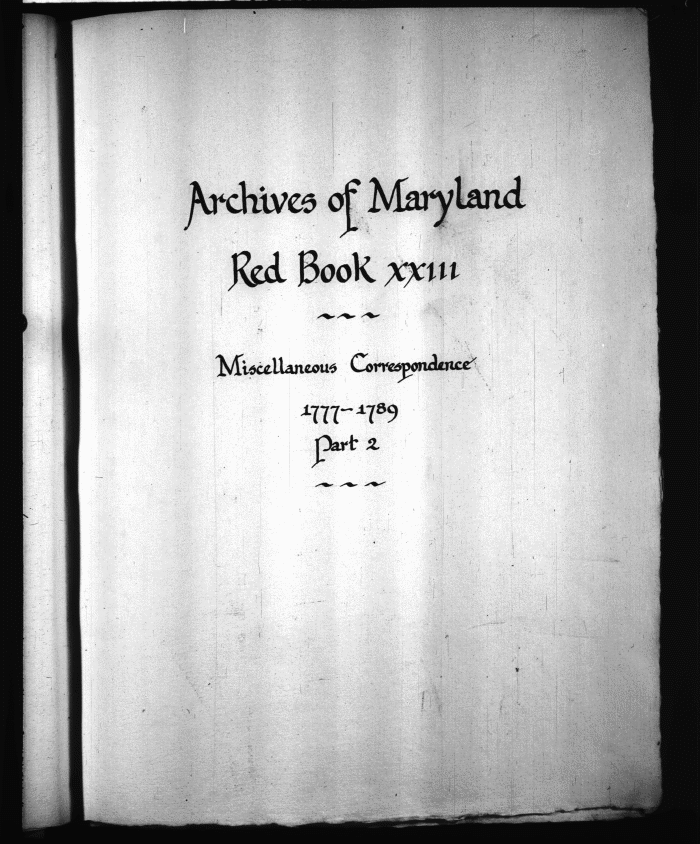 Archives of Maryland
Red Book XXIII
~ ~ ~
Miscellaneous Correspondence
1777–1789
Part 2
~ ~ ~